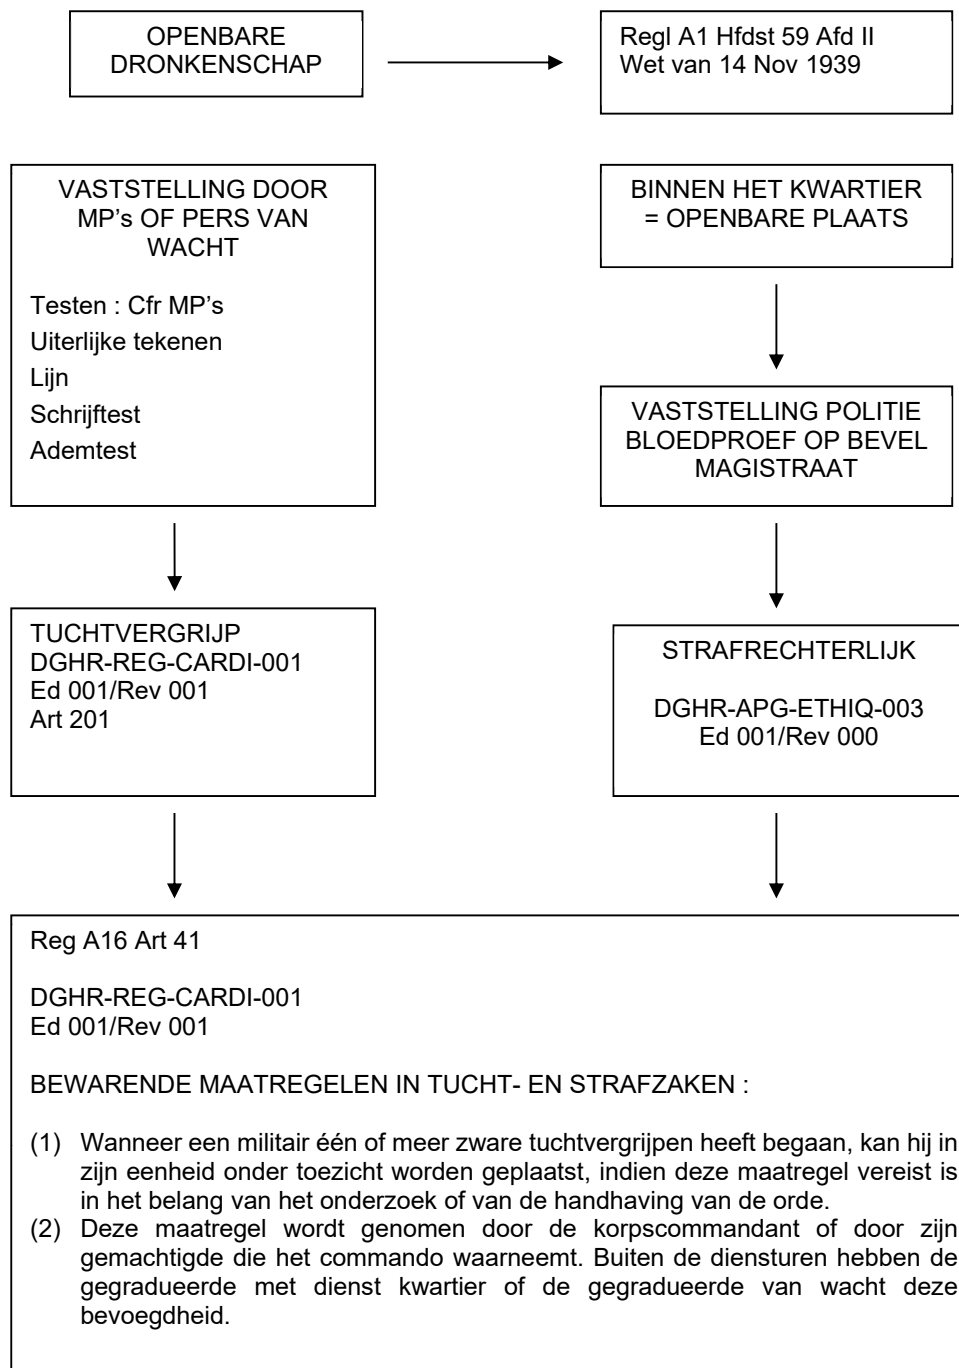 OPENBARE
DRONKENSCHAP
Regl A1 Hfdst 59 Afd II
Wet van 14 Nov 1939
VASTSTELLING DOOR
MP’s OF PERS VAN
WACHT
Testen : Cfr MP’s
Uiterlijke tekenen
Lijn
Schrijftest
Ademtest
BINNEN HET KWARTIER
= OPENBARE PLAATS
VASTSTELLING POLITIE
BLOEDPROEF OP BEVEL
MAGISTRAAT
TUCHTVERGRIJP
DGHR-REG-CARDI-001
Ed 001/Rev 001
Art 201
STRAFRECHTERLIJK
DGHR-APG-ETHIQ-003
Ed 001/Rev 000
Reg A16 Art 41
DGHR-REG-CARDI-001
Ed 001/Rev 001
BEWARENDE MAATREGELEN IN TUCHT- EN STRAFZAKEN :
(1) Wanneer een militair één of meer zware tuchtvergrijpen heeft begaan, kan hij in
zijn eenheid onder toezicht worden geplaatst, indien deze maatregel vereist is
in het belang van het onderzoek of van de handhaving van de orde.
(2) Deze maatregel wordt genomen door de korpscommandant of door zijn
gemachtigde die het commando waarneemt. Buiten de diensturen hebben de
gegradueerde met dienst kwartier of de gegradueerde van wacht deze
bevoegdheid.